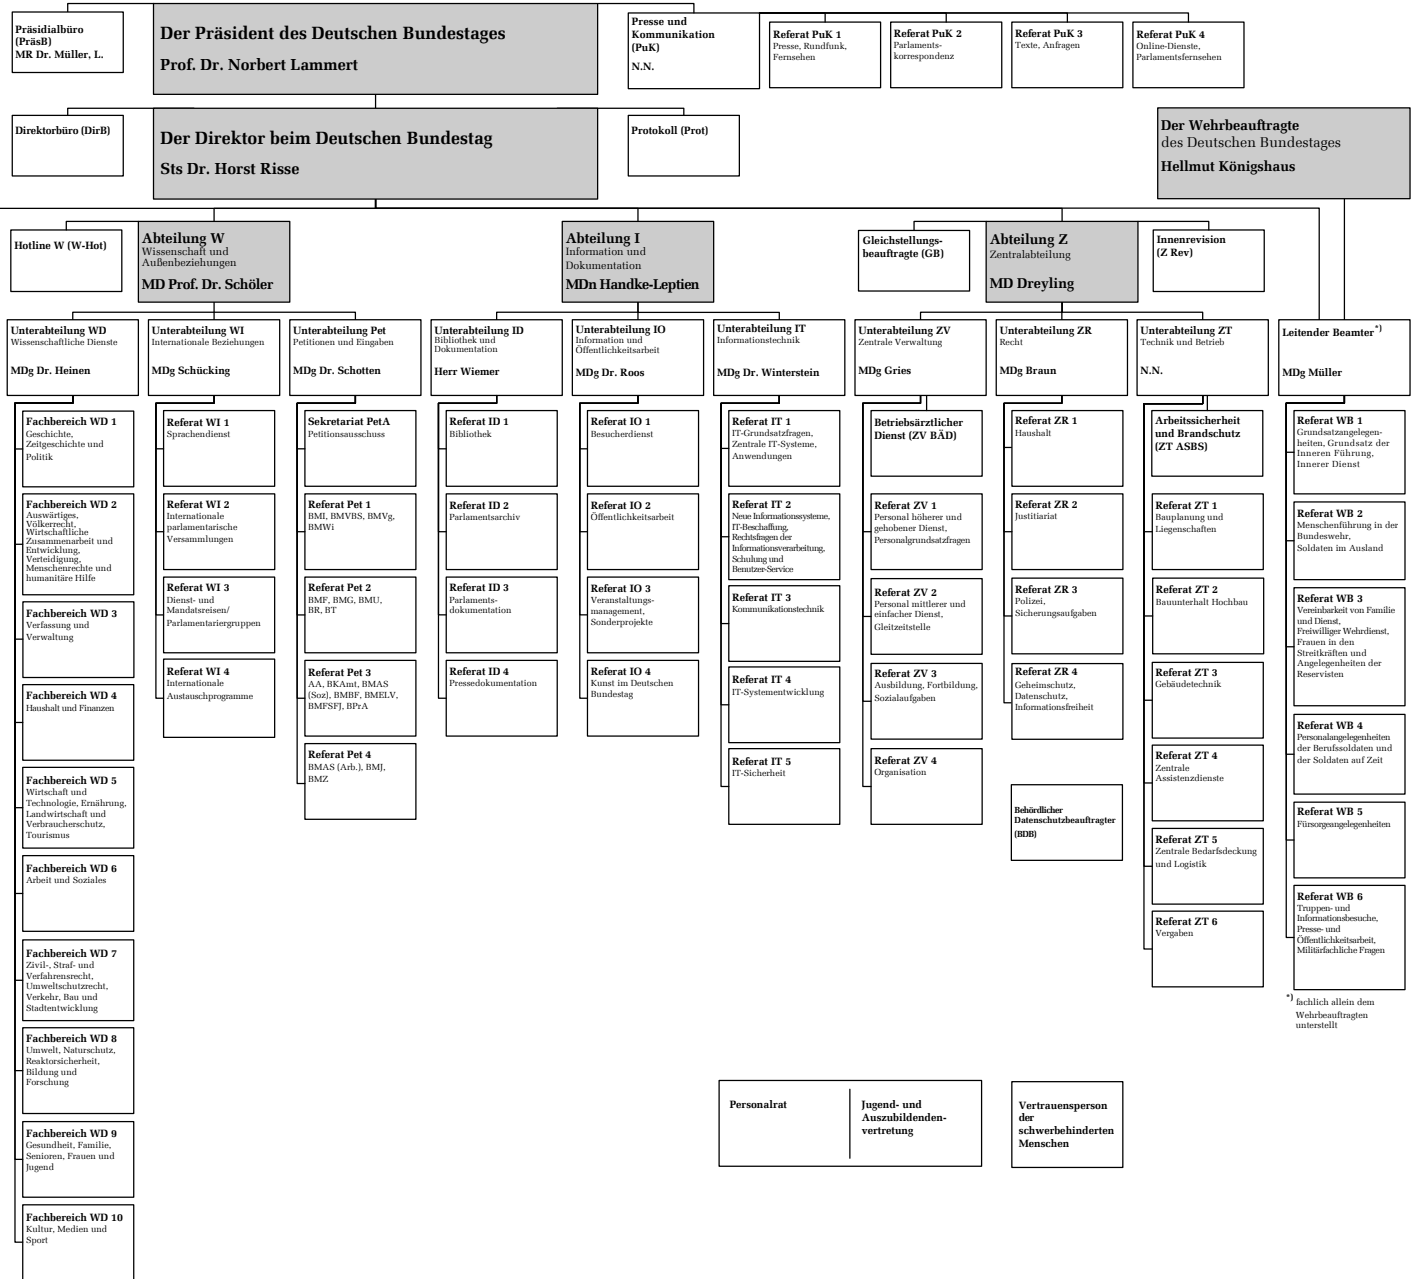 Präsidialbüro
(PräsB)
MR Dr. Müller, L.
Der Präsident des Deutschen Bundestages
Prof. Dr. Norbert Lammert
Presse und
Kommunikation
(PuK)
N.N.
Referat PuK 1
Presse, Rundfunk,
Fernsehen
Referat PuK 2
Parlaments-
korrespondenz
Referat PuK 3
Texte, Anfragen
Referat PuK 4
Online-Dienste,
Parlamentsfernsehen
Direktorbüro (DirB)
Der Direktor beim Deutschen Bundestag
Sts Dr. Horst Risse
Protokoll (Prot)
Der Wehrbeauftragte
des Deutschen Bundestages
Hellmut Königshaus
Hotline W (W-Hot)
Abteilung W
Wissenschaft und
Außenbeziehungen
MD Prof. Dr. Schöler
Abteilung I
Information und
Dokumentation
MDn Handke-Leptien
Gleichstellungs-
beauftragte (GB)
Abteilung Z
Zentralabteilung
MD Dreyling
Innenrevision
(Z Rev)
Unterabteilung WD
Wissenschaftliche Dienste
MDg Dr. Heinen
Unterabteilung WI
Internationale Beziehungen
MDg Schücking
Unterabteilung Pet
Petitionen und Eingaben
MDg Dr. Schotten
Unterabteilung ID
Bibliothek und
Dokumentation
Herr Wiemer
Unterabteilung IO
Information und
Öffentlichkeitsarbeit
MDg Dr. Roos
Unterabteilung IT
Informationstechnik
MDg Dr. Winterstein
Unterabteilung ZV
Zentrale Verwaltung
MDg Gries
Unterabteilung ZR
Recht
MDg Braun
Unterabteilung ZT
Technik und Betrieb
N.N.
Leitender Beamter*)
MDg Müller
Fachbereich WD 1
Geschichte,
Zeitgeschichte und
Politik
Fachbereich WD 2
Auswärtiges,
Völkerrecht,
Wirtschaftliche
Zusammenarbeit und
Entwicklung,
Verteidigung,
Menschenrechte und
humanitäre Hilfe
Fachbereich WD 3
Verfassung und
Verwaltung
Fachbereich WD 4
Haushalt und Finanzen
Fachbereich WD 5
Wirtschaft und
Technologie, Ernährung,
Landwirtschaft und
Verbraucherschutz,
Tourismus
Fachbereich WD 6
Arbeit und Soziales
Fachbereich WD 7
Zivil-, Straf- und
Verfahrensrecht,
Umweltschutzrecht,
Verkehr, Bau und
Stadtentwicklung
Fachbereich WD 8
Umwelt, Naturschutz,
Reaktorsicherheit,
Bildung und
Forschung
Fachbereich WD 9
Gesundheit, Familie,
Senioren, Frauen und
Jugend
Fachbereich WD 10
Kultur, Medien und
Sport
Referat WI 1
Sprachendienst
Referat WI 2
Internationale
parlamentarische
Versammlungen
Referat WI 3
Dienst- und
Mandatsreisen/
Parlamentariergruppen
Referat WI 4
Internationale
Austauschprogramme
Sekretariat PetA
Petitionsausschuss
Referat Pet 1
BMI, BMVBS, BMVg,
BMWi
Referat Pet 2
BMF, BMG, BMU,
BR, BT
Referat Pet 3
AA, BKAmt, BMAS
(Soz), BMBF, BMELV,
BMFSFJ, BPrA
Referat Pet 4
BMAS (Arb.), BMJ,
BMZ
Referat ID 1
Bibliothek
Referat ID 2
Parlamentsarchiv
Referat ID 3
Parlaments-
dokumentation
Referat ID 4
Pressedokumentation
Referat IO 1
Besucherdienst
Referat IO 2
Öffentlichkeitsarbeit
Referat IO 3
Veranstaltungs-
management,
Sonderprojekte
Referat IO 4
Kunst im Deutschen
Bundestag
Referat IT 1
IT-Grundsatzfragen,
Zentrale IT-Systeme,
Anwendungen
Referat IT 2
Neue Informationssysteme,
IT-Beschaffung,
Rechtsfragen der
Informationsverarbeitung,
Schulung und
Benutzer-Service
Referat IT 3
Kommunikationstechnik
Referat IT 4
IT-Systementwicklung
Referat IT 5
IT-Sicherheit
Betriebsärztlicher
Dienst (ZV BÄD)
Referat ZV 1
Personal höherer und
gehobener Dienst,
Personalgrundsatzfragen
Referat ZV 2
Personal mittlerer und
einfacher Dienst,
Gleitzeitstelle
Referat ZV 3
Ausbildung, Fortbildung,
Sozialaufgaben
Referat ZV 4
Organisation
Referat ZR 1
Haushalt
Referat ZR 2
Justitiariat
Referat ZR 3
Polizei,
Sicherungsaufgaben
Referat ZR 4
Geheimschutz,
Datenschutz,
Informationsfreiheit
Behördlicher
Datenschutzbeauftragter
(BDB)
Arbeitssicherheit
und Brandschutz
(ZT ASBS)
Referat ZT 1
Bauplanung und
Liegenschaften
Referat ZT 2
Bauunterhalt Hochbau
Referat ZT 3
Gebäudetechnik
Referat ZT 4
Zentrale
Assistenzdienste
Referat ZT 5
Zentrale Bedarfsdeckung
und Logistik
Referat ZT 6
Vergaben
Referat WB 1
Grundsatzangelegen-
heiten, Grundsatz der
Inneren Führung,
Innerer Dienst
Referat WB 2
Menschenführung in der
Bundeswehr,
Soldaten im Ausland
Referat WB 3
Vereinbarkeit von Familie
und Dienst,
Freiwilliger Wehrdienst,
Frauen in den
Streitkräften und
Angelegenheiten der
Reservisten
Referat WB 4
Personalangelegenheiten
der Berufssoldaten und
der Soldaten auf Zeit
Referat WB 5
Fürsorgeangelegenheiten
Referat WB 6
Truppen- und
Informationsbesuche,
Presse- und
Öffentlichkeitsarbeit,
Militärfachliche Fragen
*) fachlich allein dem
Wehrbeauftragten
unterstellt
Personalrat
Jugend- und
Auszubildenden-
vertretung
Vertrauensperson
der
schwerbehinderten
Menschen